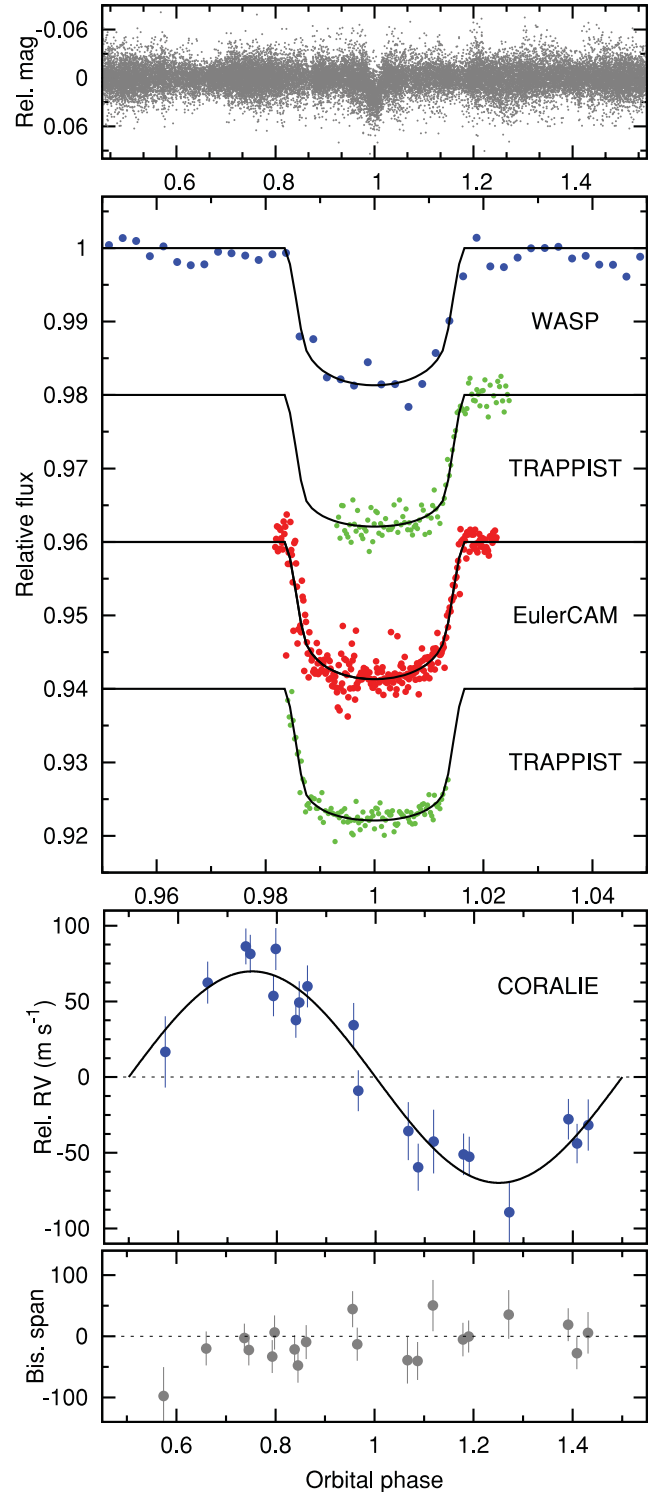 Rel. mag
-0.06
0
0.06
0.6 0.8 1 1.2 1.4
Relative flux
1
0.99
0.98
0.97
0.96
0.95
0.94
0.93
0.92
WASP
TRAPPIST
EulerCAM
TRAPPIST
0.96 0.98 1 1.02 1.04
Rel. RV (m s-1)
100
50
0
-50
-100
CORALIE
Bis. span
100
0
-100
0.6 0.8 1 1.2 1.4
Orbital phase